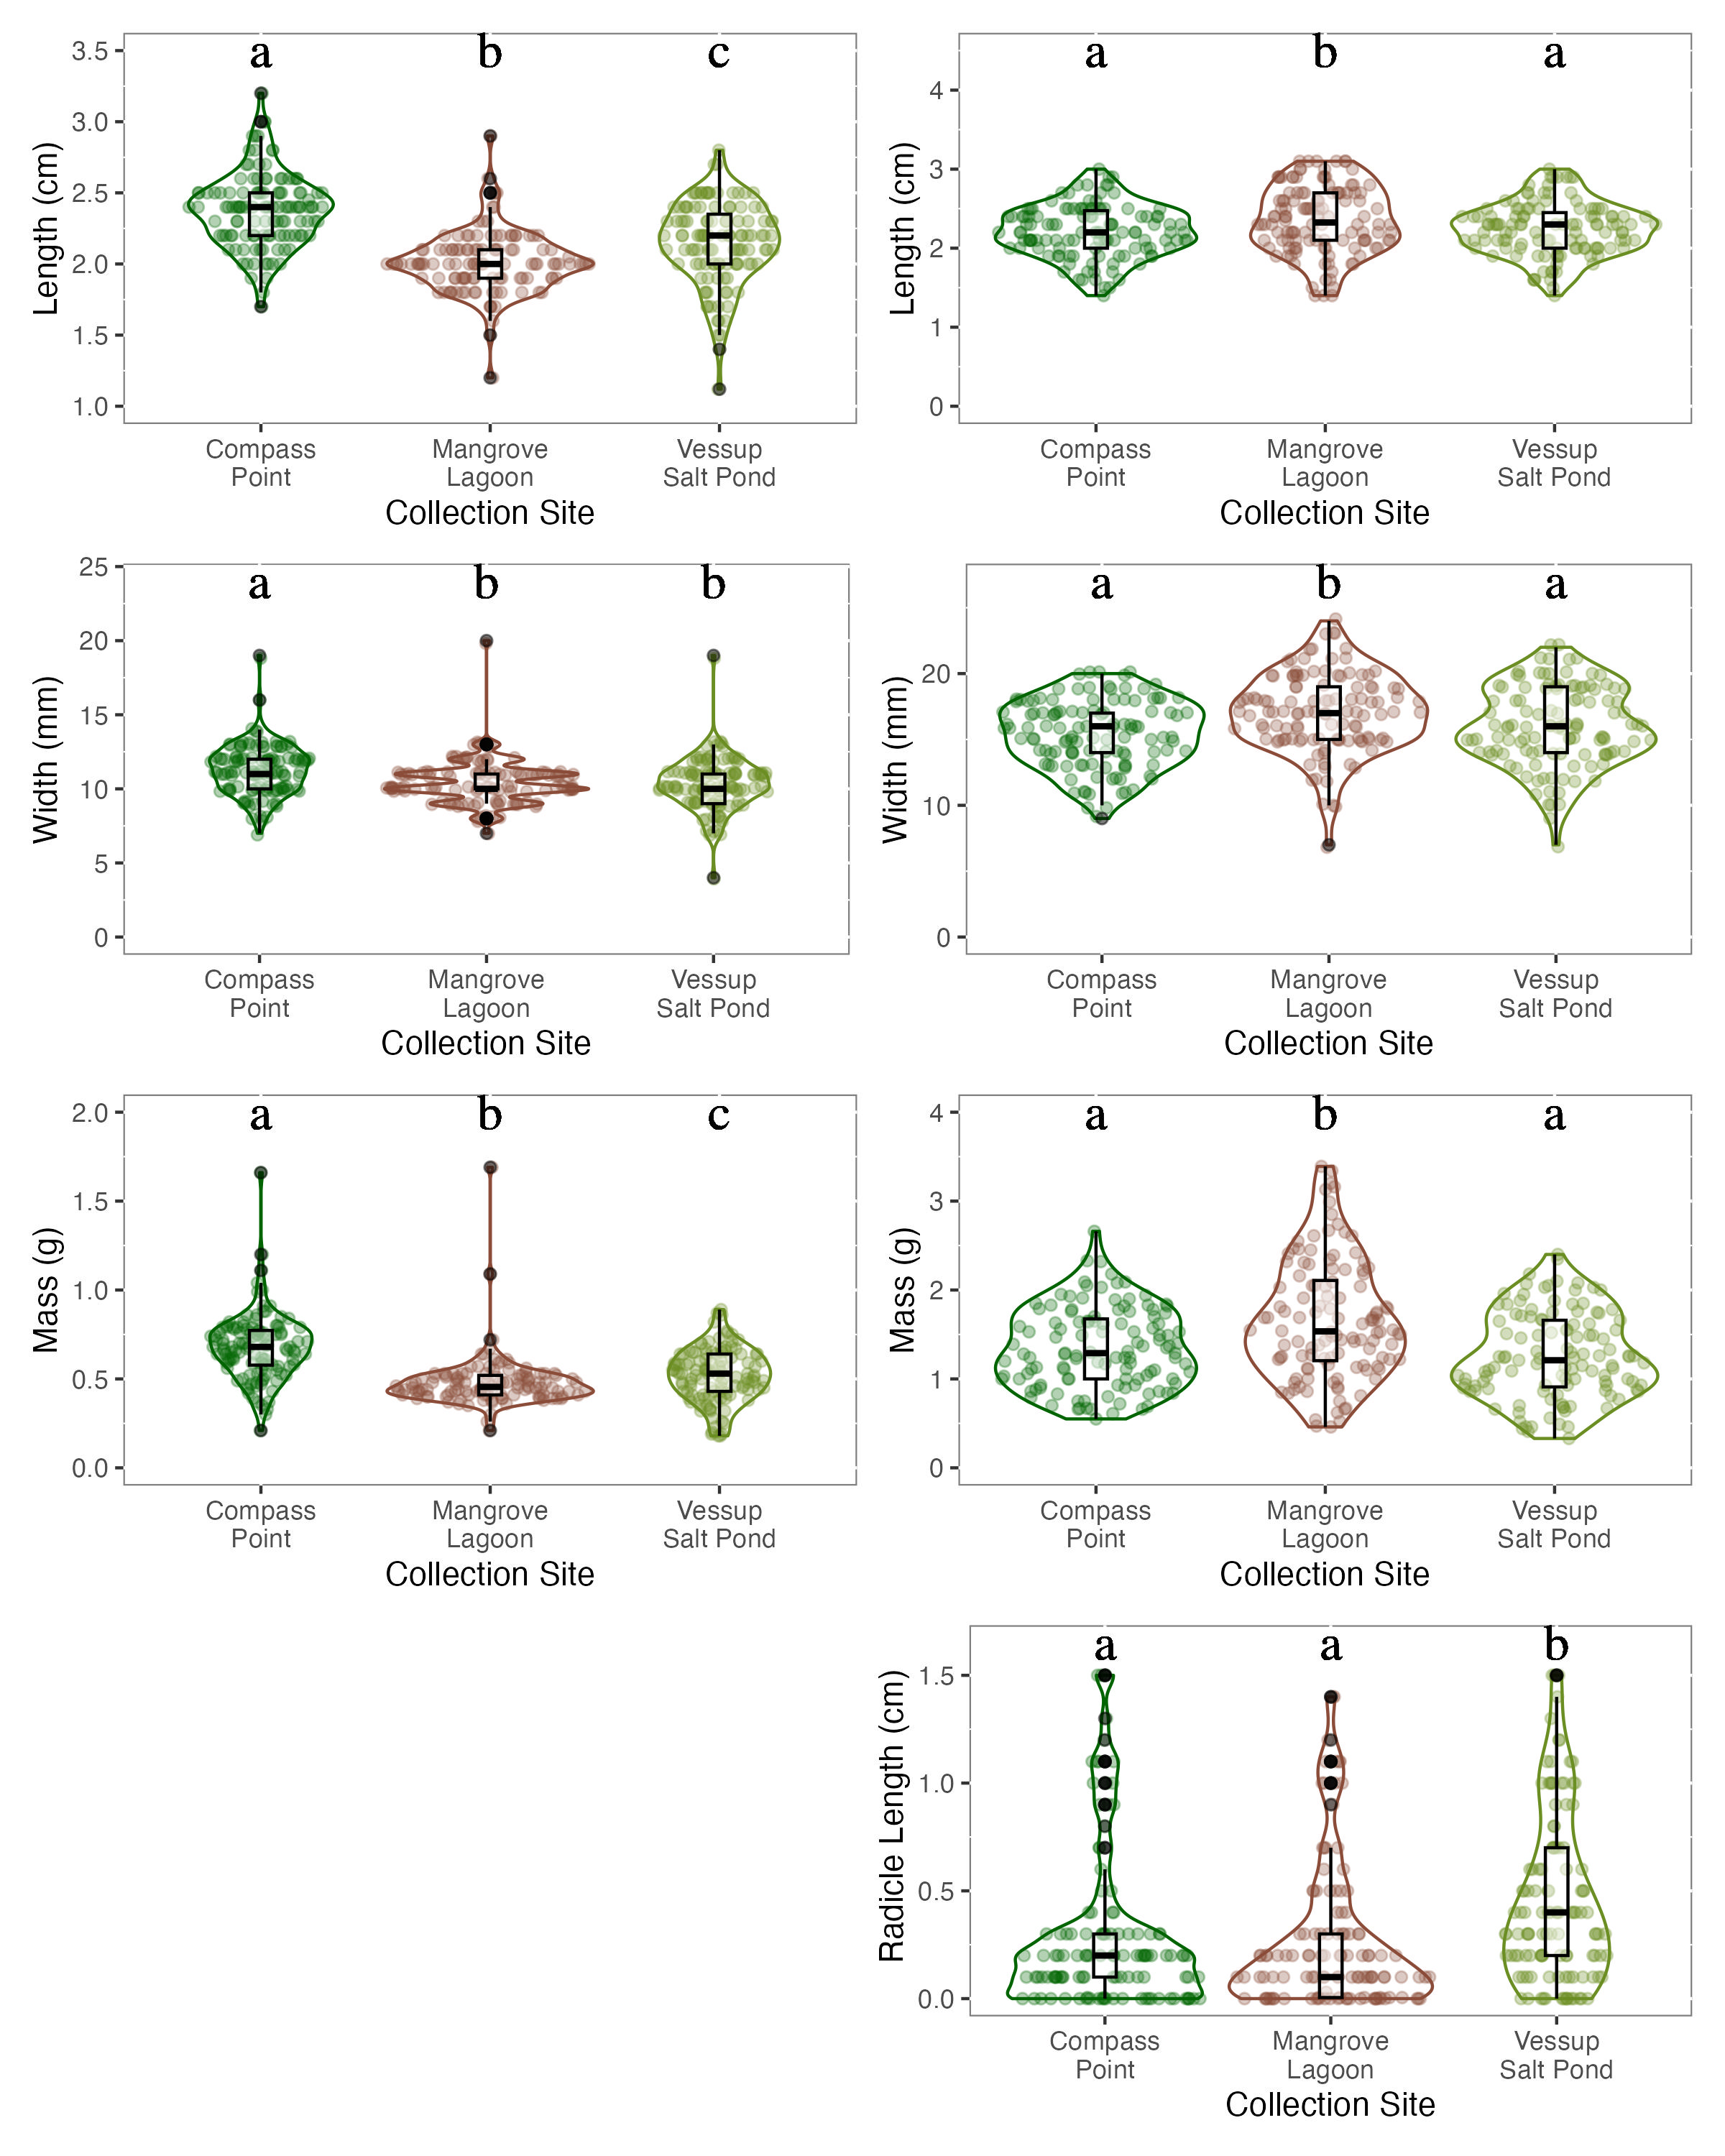 a b c
3.5
3.0
2.5
2.0
1.5
1.0
Length (cm)
Compass Mangrove Vessup
Point Lagoon Salt Pond
Collection Site
a b a
4
3
2
1
0
Length (cm)
Compass Mangrove Vessup
Point Lagoon Salt Pond
Collection Site
a b b
25
20
15
10
5
0
Width (mm)
Compass Mangrove Vessup
Point Lagoon Salt Pond
Collection Site
a b a
20
10
0
Width (mm)
Compass Mangrove Vessup
Point Lagoon Salt Pond
Collection Site
a b c
2.0
1.5
1.0
0.5
0.0
Mass (g)
Compass Mangrove Vessup
Point Lagoon Salt Pond
Collection Site
a b a
4
3
2
1
0
Mass (g)
Compass Mangrove Vessup
Point Lagoon Salt Pond
Collection Site
a a b
1.5
1.0
0.5
0.0
Radicle Length (cm)
Compass Mangrove Vessup
Point Lagoon Salt Pond
Collection Site